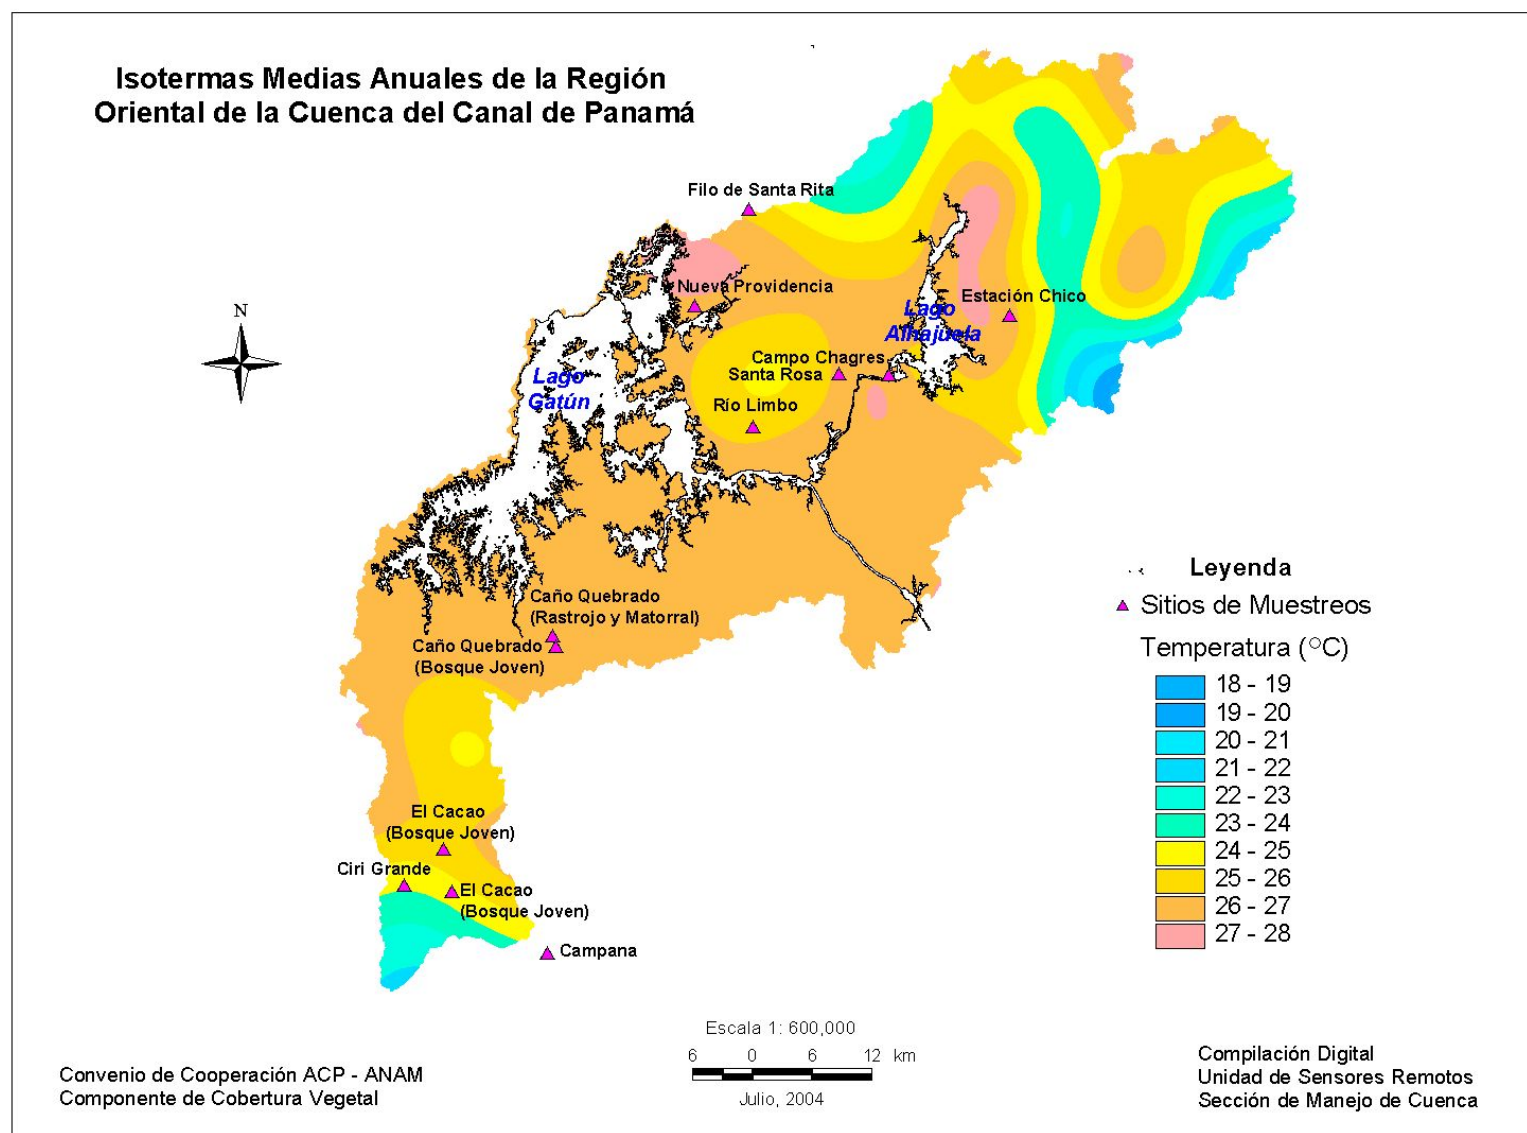 Isotermas Medias Anuales de la Región
Oriental de la Cuenca del Canal de Panamá
Filo de Santa Rita
N
Nueva Providencia
Estación Chico
Lago
Alhajuela
Campo Chagres
Santa Rosa
Lago
Gatún
Río Limbo
Caño Quebrado
(Rastrojo y Matorral)
Caño Quebrado
(Bosque Joven)
El Cacao
(Bosque Joven)
Ciri Grande
El Cacao
(Bosque Joven)
Campana
Leyenda
Sitios de Muestreos
Temperatura (°C)
18 - 19
19 - 20
20 - 21
21 - 22
22 - 23
23 - 24
24 - 25
25 - 26
26 - 27
27 - 28
Escala 1: 600,000
6 0 6 12 km
Julio, 2004
Convenio de Cooperación ACP - ANAM
Componente de Cobertura Vegetal
Compilación Digital
Unidad de Sensores Remotos
Sección de Manejo de Cuenca